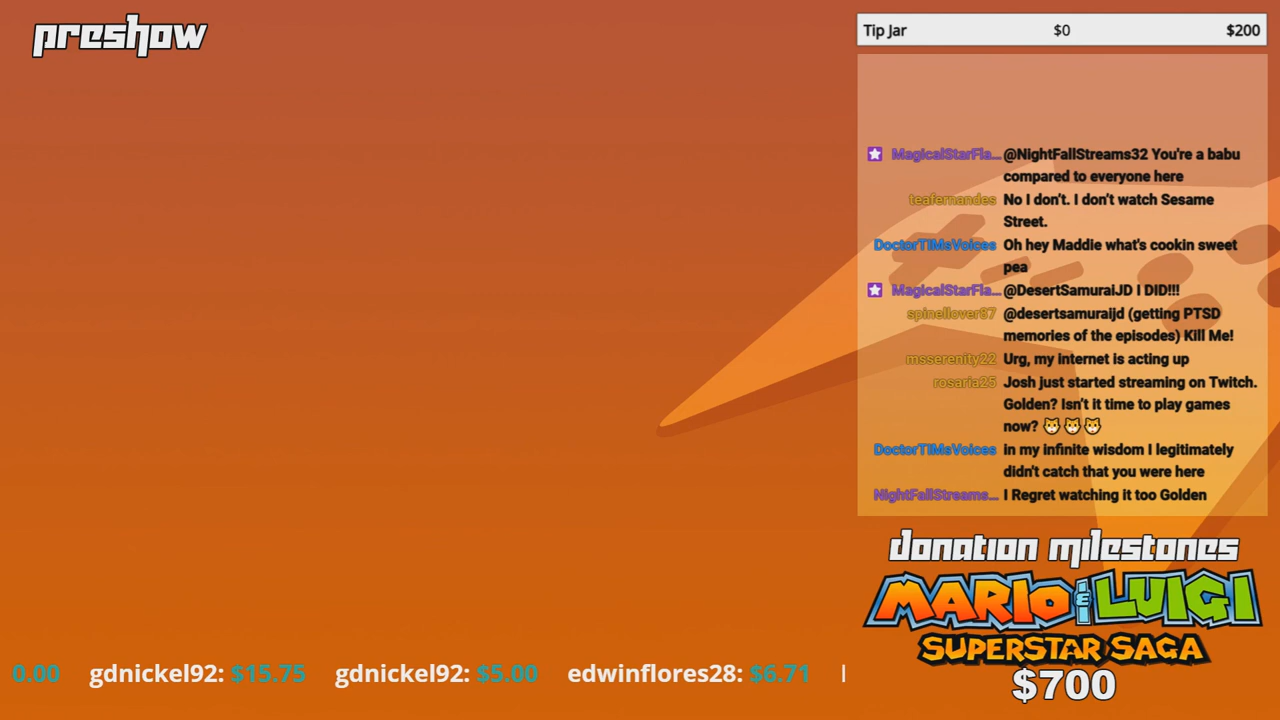 preshow
Tip Jar $0 $200
MagicalStarFla... @NightFallStreams32 You're a babu
compared to everyone here
teafernandes No I don't. I don't watch Sesame
Street.
DoctorTIMsVoices Oh hey Maddie what's cookin sweet
pea
MagicalStarFla... @DesertSamuraiJD I DID!!!
spinellover87 @desertsamuraijd (getting PTSD
memories of the episodes) Kill Me!
msserenity22 Urg, my internet is acting up
rosaria25 Josh just started streaming on Twitch.
Golden? Isn't it time to play games
now? 🐹 🐹 🐹
DoctorTIMsVoices in my infinite wisdom I legitimately
didn't catch that you were here
NightFallStreams... I Regret watching it too Golden
donation milestones
MARIO & LUIGI
SUPERSTAR SAGA
$700
0.00 gdnickel92: $15.75 gdnickel92: $5.00 edwinflores28: $6.71